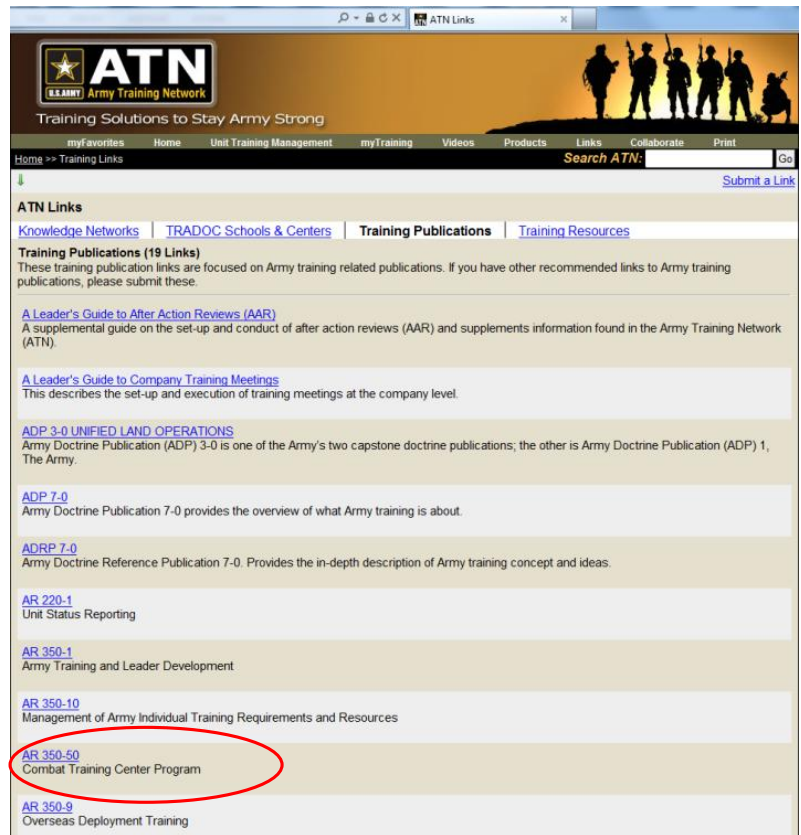 ATN Links
ATN
U.S.ARMY Army Training Network
Training Solutions to Stay Army Strong
myFavorites Home Unit Training Management myTraining Videos Products Links Collaborate Print
Home >> Training Links Search ATN: Go
Submit a Link
ATN Links
Knowledge Networks | TRADOC Schools & Centers | Training Publications | Training Resources
Training Publications (19 Links)
These training publication links are focused on Army training related publications. If you have other recommended links to Army training
publications, please submit these.
A Leader's Guide to After Action Reviews (AAR)
A supplemental guide on the set-up and conduct of after action reviews (AAR) and supplements information found in the Army Training Network
(ATN).
A Leader's Guide to Company Training Meetings
This describes the set-up and execution of training meetings at the company level.
ADP 3-0 UNIFIED LAND OPERATIONS
Army Doctrine Publication (ADP) 3-0 is one of the Army's two capstone doctrine publications; the other is Army Doctrine Publication (ADP) 1,
The Army.
ADP 7-0
Army Doctrine Publication 7-0 provides the overview of what Army training is about.
ADRP 7-0
Army Doctrine Reference Publication 7-0. Provides the in-depth description of Army training concept and ideas.
AR 220-1
Unit Status Reporting
AR 350-1
Army Training and Leader Development
AR 350-10
Management of Army Individual Training Requirements and Resources
AR 350-50
Combat Training Center Program
AR 350-9
Overseas Deployment Training